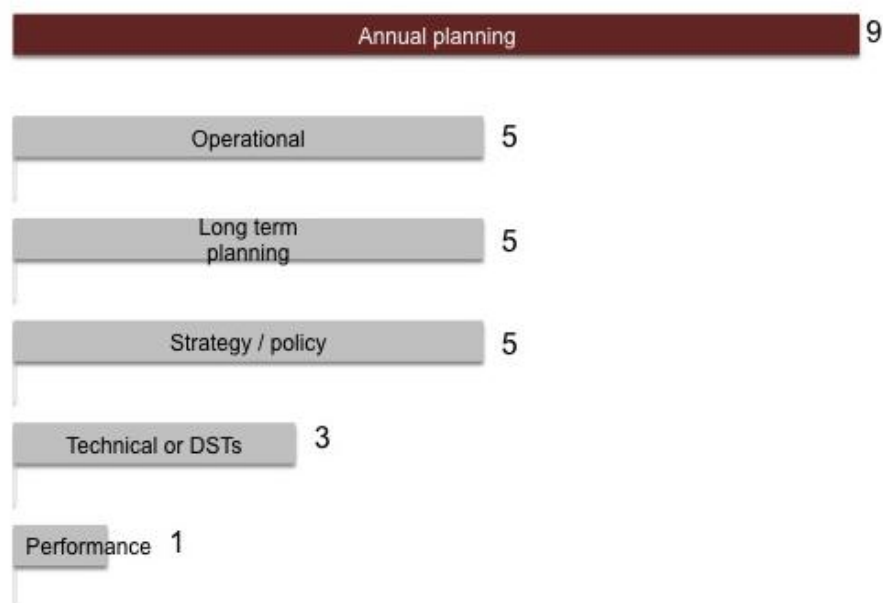 Annual planning 9
Operational 5
Long term
planning 5
Strategy / policy 5
Technical or DSTs 3
Performance 1